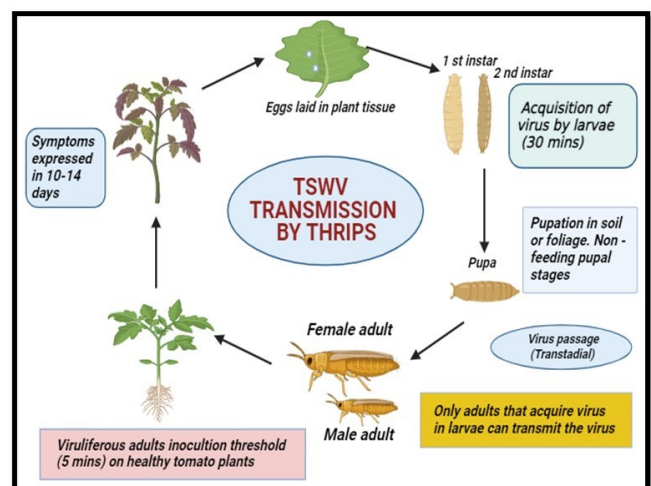 1 st instar
2 nd instar
Eggs laid in plant tissue
Acquisition of
virus by larvae
(30 mins)
Symptoms
expressed
in 10-14
days
TSWV
TRANSMISSION
BY THRIPS
Pupation in soil
or foliage. Non -
feeding pupal
stages
Pupa
Virus passage
(Transtadial)
Female adult
Male adult
Only adults that acquire virus
in larvae can transmit the virus
Viruliferous adults inocultion threshold
(5 mins) on healthy tomato plants